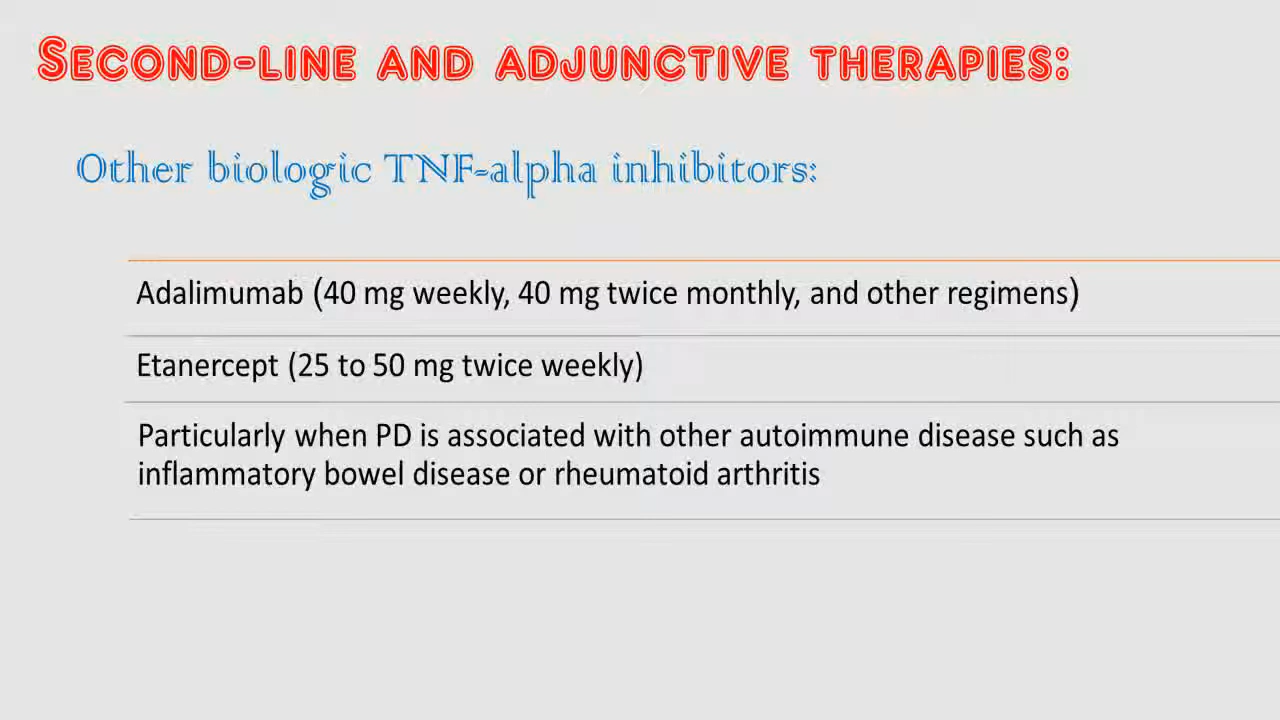 Second-line and adjunctive therapies:
Other biologic TNF-alpha inhibitors:
Adalimumab (40 mg weekly, 40 mg twice monthly, and other regimens)
Etanercept (25 to 50 mg twice weekly)
Particularly when PD is associated with other autoimmune disease such as
inflammatory bowel disease or rheumatoid arthritis